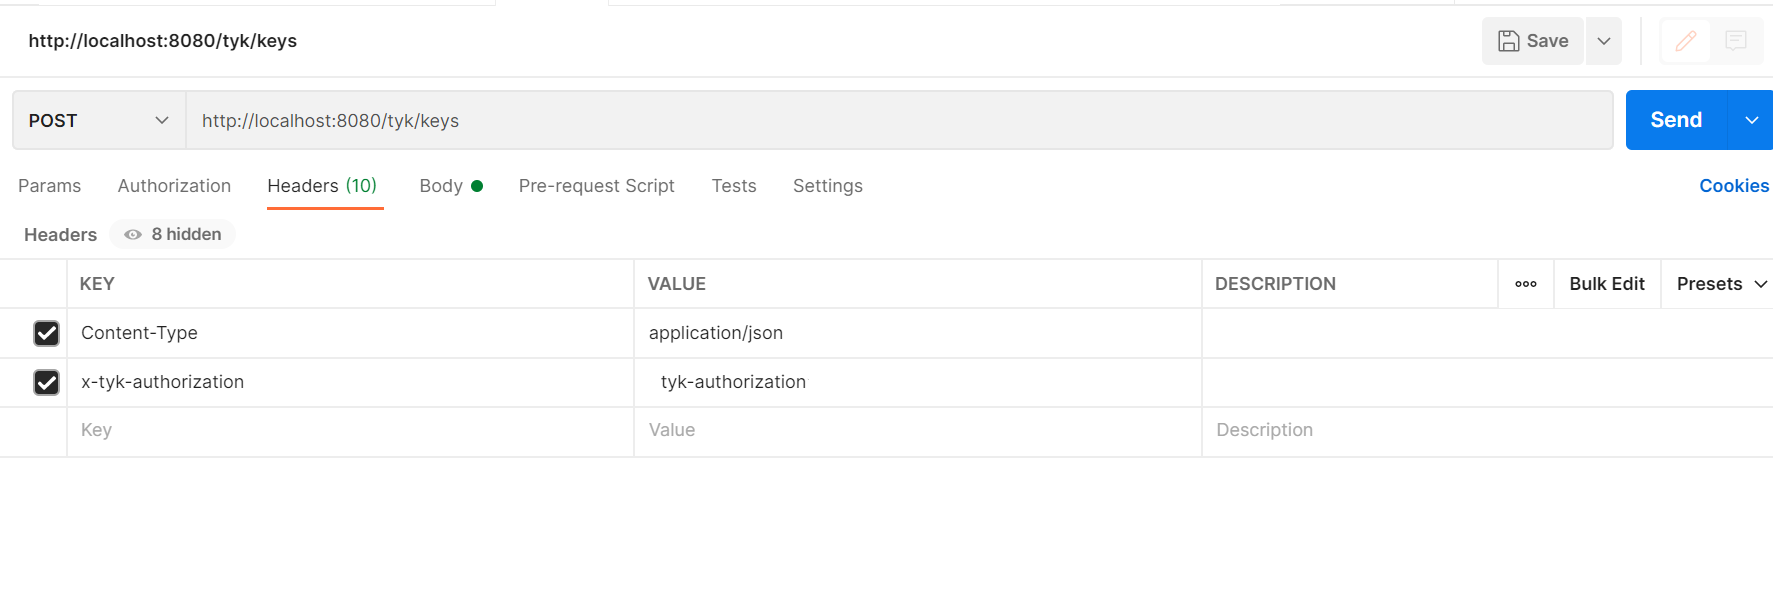 http://localhost:8080/tyk/keys
Save
POST
http://localhost:8080/tyk/keys
Send
Params Authorization Headers (10) Body Pre-request Script Tests Settings Cookies
Headers 8 hidden
KEY VALUE DESCRIPTION Bulk Edit Presets
Content-Type application/json
x-tyk-authorization tyk-authorization
Key Value Description